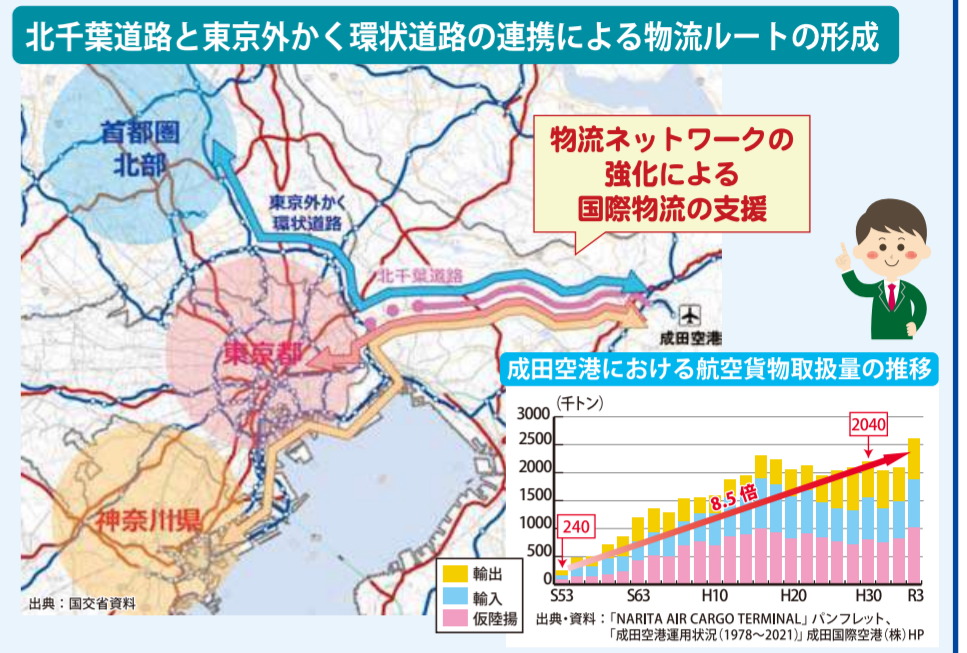 北千葉道路と東京外かく環状道路の連携による物流ルートの形成
首都圏
北部
東京外かく
環状道路
物流ネットワークの
強化による
国際物流の支援
北千葉道路
成田空港
東京都
神奈川県
出典:国交省資料
成田空港における航空貨物取扱量の推移
(千トン)
3000
2500
2000
1500
1000
500
0
240
8.5倍
2040
S53
S63
H10
H20
H30
R3
輸出
輸入
仮陸揚
出典・資料:「NARITA AIR CARGO TERMINAL」パンフレット、
「成田空港運用状況(1978~2021)」成田国際空港(株)HP